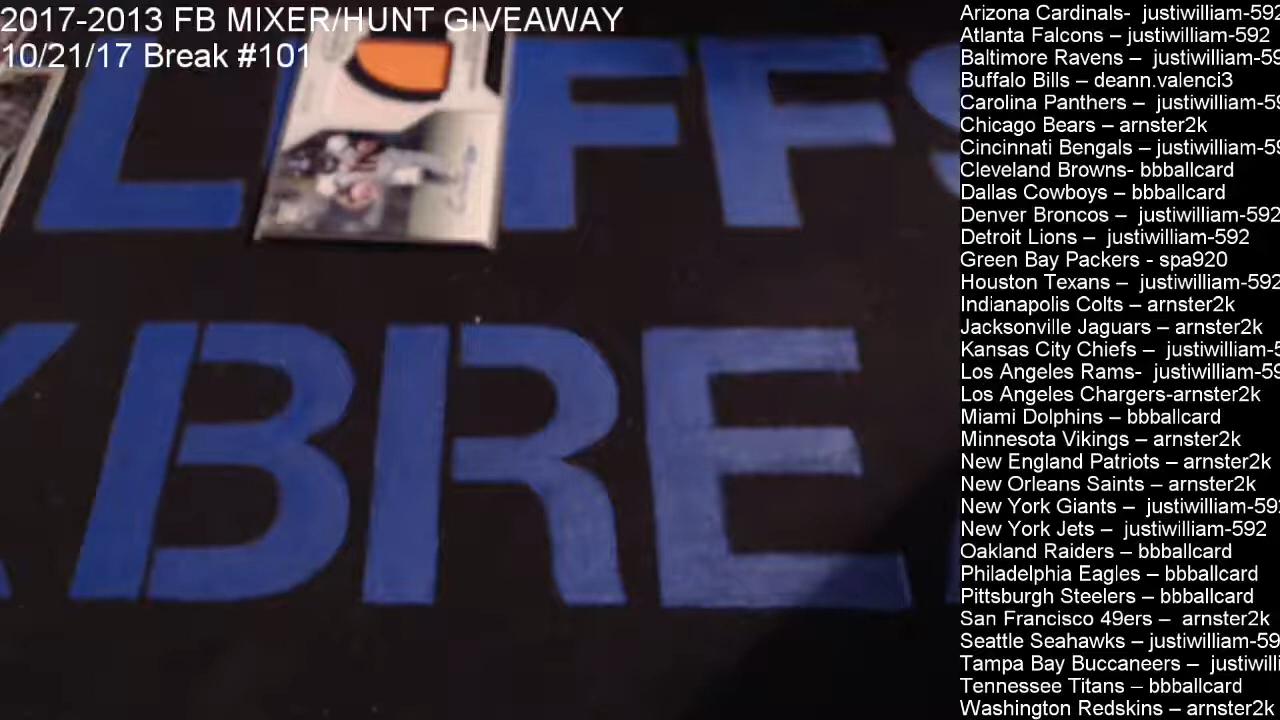 2017-2013 FB MIXER/HUNT GIVEAWAY
10/21/17 Break #101
L FFS
BRE
Arizona Cardinals-  justiwilliam-592
Atlanta Falcons – justiwilliam-592
Baltimore Ravens – justiwilliam-59
Buffalo Bills – deann.valenci3
Carolina Panthers –  justiwilliam-5
Chicago Bears – arnster2k
Cincinnati Bengals – justiwilliam-59
Cleveland Browns- bbballcard
Dallas Cowboys – bbballcard
Denver Broncos –  justiwilliam-592
Detroit Lions –  justiwilliam-592
Green Bay Packers - spa920
Houston Texans –  justiwilliam-592
Indianapolis Colts – arnster2k
Jacksonville Jaguars – arnster2k
Kansas City Chiefs –  justiwilliam-5
Los Angeles Rams-  justiwilliam-59
Los Angeles Chargers-arnster2k
Miami Dolphins – bbballcard
Minnesota Vikings – arnster2k
New England Patriots – arnster2k
New Orleans Saints – arnster2k
New York Giants –  justiwilliam-592
New York Jets –  justiwilliam-592
Oakland Raiders – bbballcard
Philadelphia Eagles – bbballcard
Pittsburgh Steelers – bbballcard
San Francisco 49ers –  arnster2k
Seattle Seahawks – justiwilliam-59
Tampa Bay Buccaneers –  justiwilli
Tennessee Titans – bbballcard
Washington Redskins – arnster2k